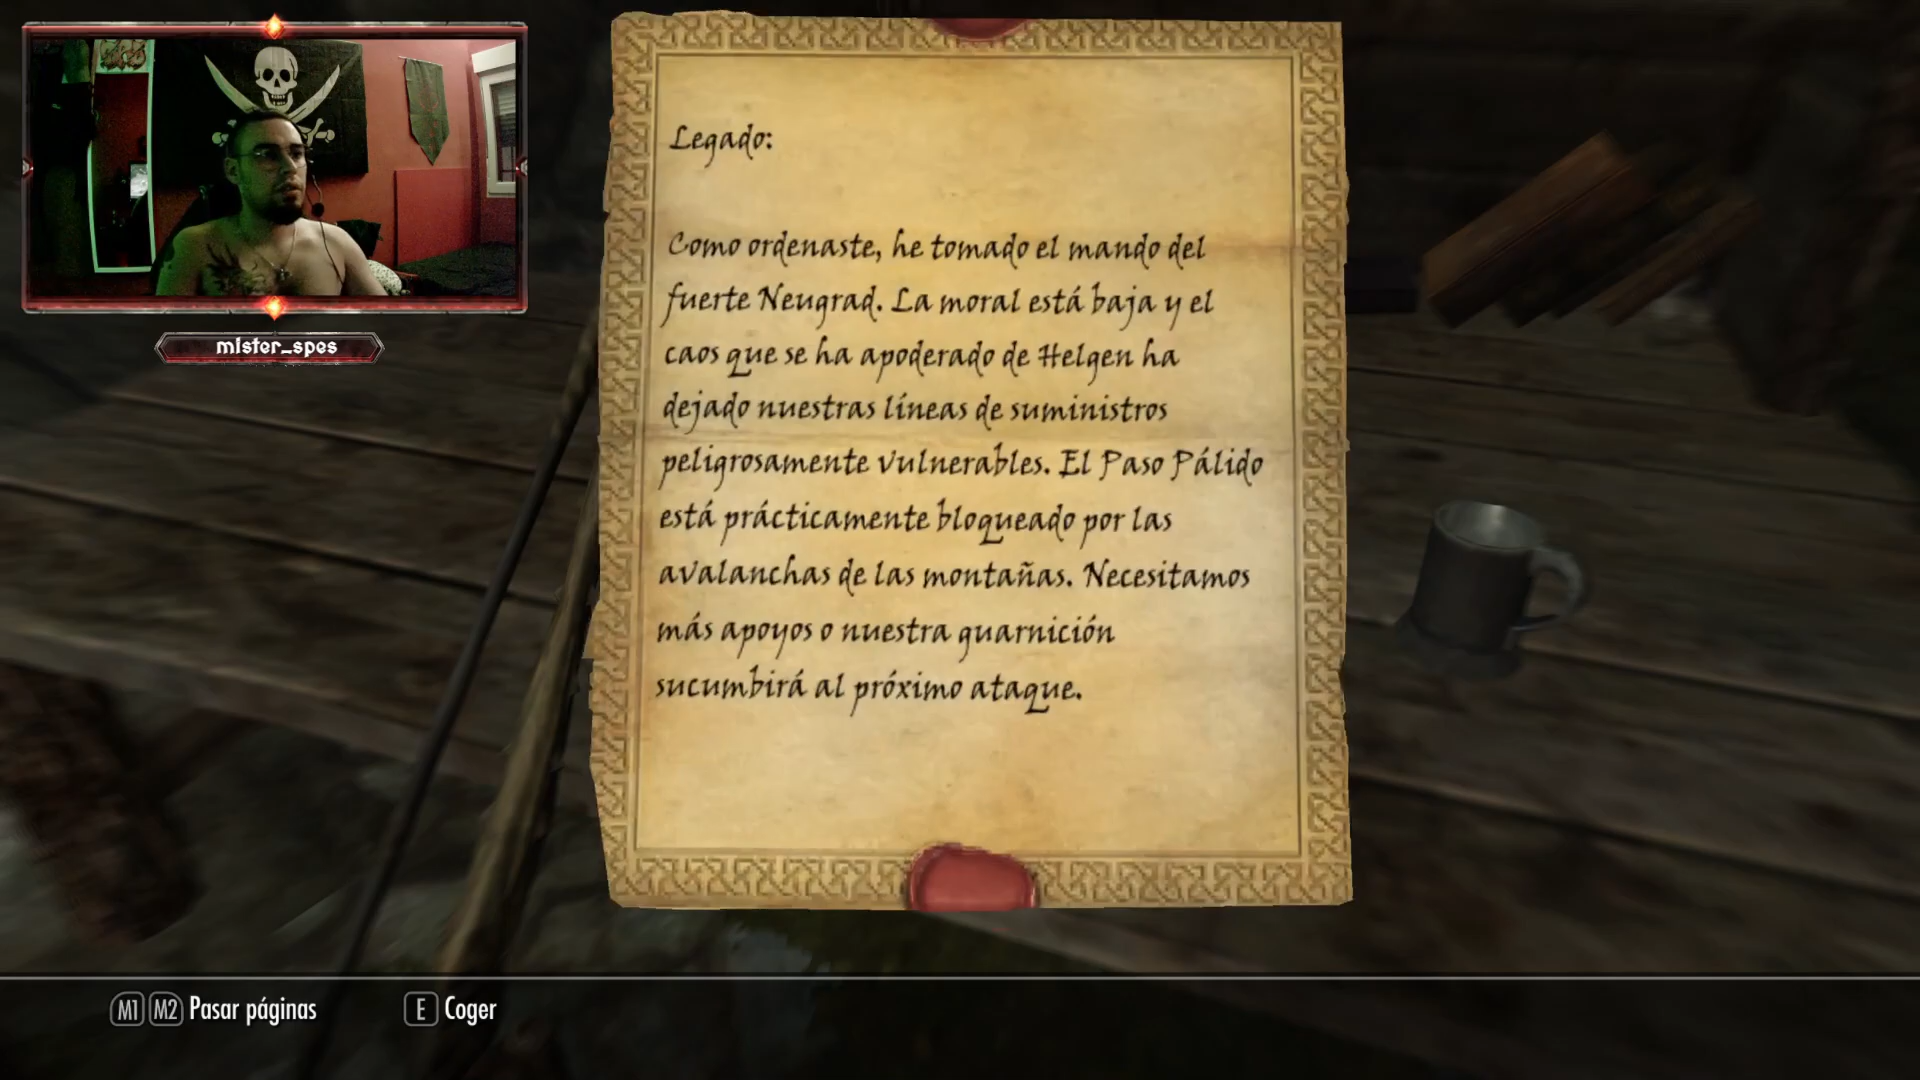 mIster_spes
Legado:
Como ordenaste, he tomado el mando del
fuerte Neugrad. La moral está baja y el
caos que se ha apoderado de Helgen ha
dejado nuestras líneas de suministros
peligrosamente vulnerables. El Paso Pálido
está prácticamente bloqueado por las
avalanchas de las montañas. Necesitamos
más apoyos o nuestra guarnición
sucumbirá al próximo ataque.
M1 M2 Pasar páginas E Coger